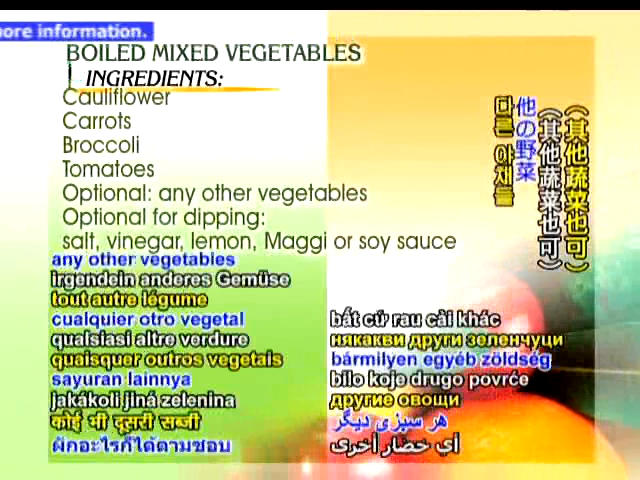 ore information.
BOILED MIXED VEGETABLES
INGREDIENTS:
Cauliflower
Carrots
Broccoli
Tomatoes
Optional: any other vegetables
Optional for dipping:
salt, vinegar, lemon, Maggi or soy sauce
any other vegetables
irgendein anderes Gemüse
tout autre légume
cualquier otro vegetal
qualsiasi altre verdure
quaisquer outros vegetais
sayuran lainnya
jakákoli jiná zelenina
कोई भी दूसरी सब्जी
ผักอะไรก็ได้ตามชอบ
bất cứ rau cải khác
някакви други зеленчуци
bármilyen egyéb zöldség
bilo koje drugo povrće
другие овощи
هر سبزی دیگر
أي خضار أخرى
(其他蔬菜也可)
(其他蔬菜也可)
他の野菜
다른 야채들